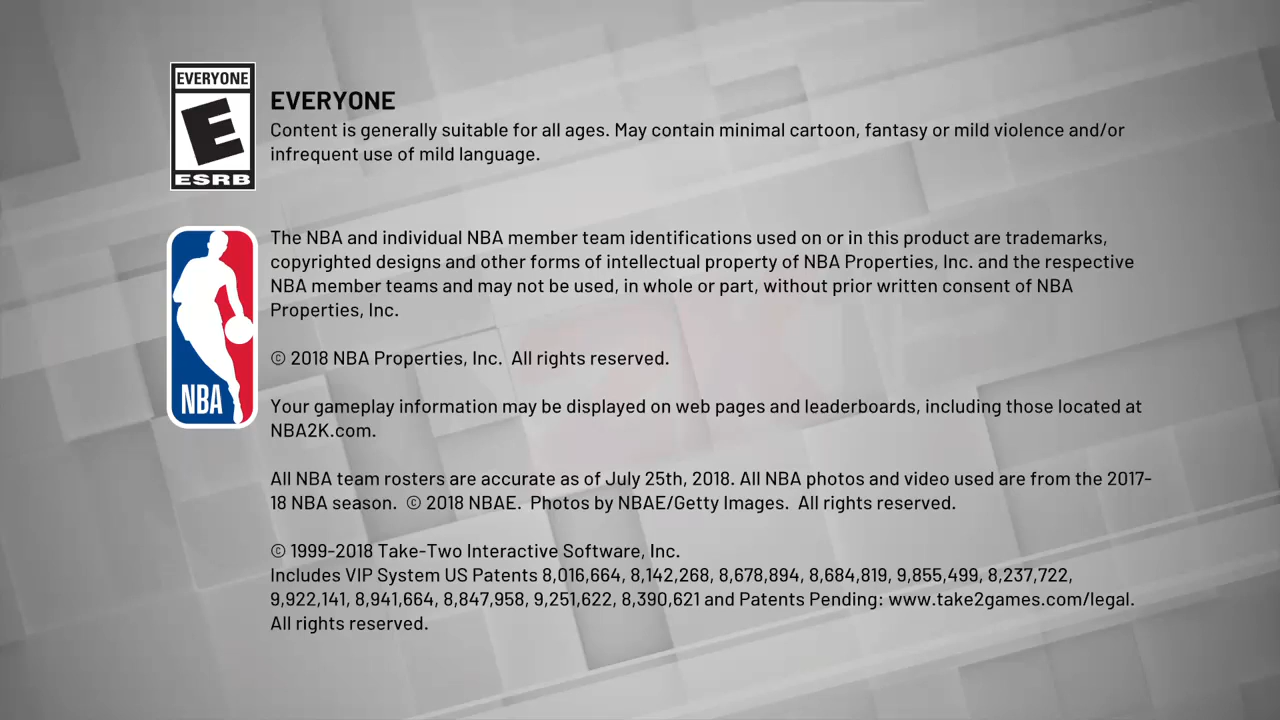 EVERYONE
E
ESRB
EVERYONE
Content is generally suitable for all ages. May contain minimal cartoon, fantasy or mild violence and/or
infrequent use of mild language.
The NBA and individual NBA member team identifications used on or in this product are trademarks,
copyrighted designs and other forms of intellectual property of NBA Properties, Inc. and the respective
NBA member teams and may not be used, in whole or part, without prior written consent of NBA
Properties, Inc.
© 2018 NBA Properties, Inc.  All rights reserved.
NBA
Your gameplay information may be displayed on web pages and leaderboards, including those located at
NBA2K.com.
All NBA team rosters are accurate as of July 25th, 2018. All NBA photos and video used are from the 2017-
18 NBA season.  © 2018 NBAE.  Photos by NBAE/Getty Images.  All rights reserved.
© 1999-2018 Take-Two Interactive Software, Inc.
Includes VIP System US Patents 8,016,664, 8,142,268, 8,678,894, 8,684,819, 9,855,499, 8,237,722,
9,922,141, 8,941,664, 8,847,958, 9,251,622, 8,390,621 and Patents Pending: www.take2games.com/legal.
All rights reserved.